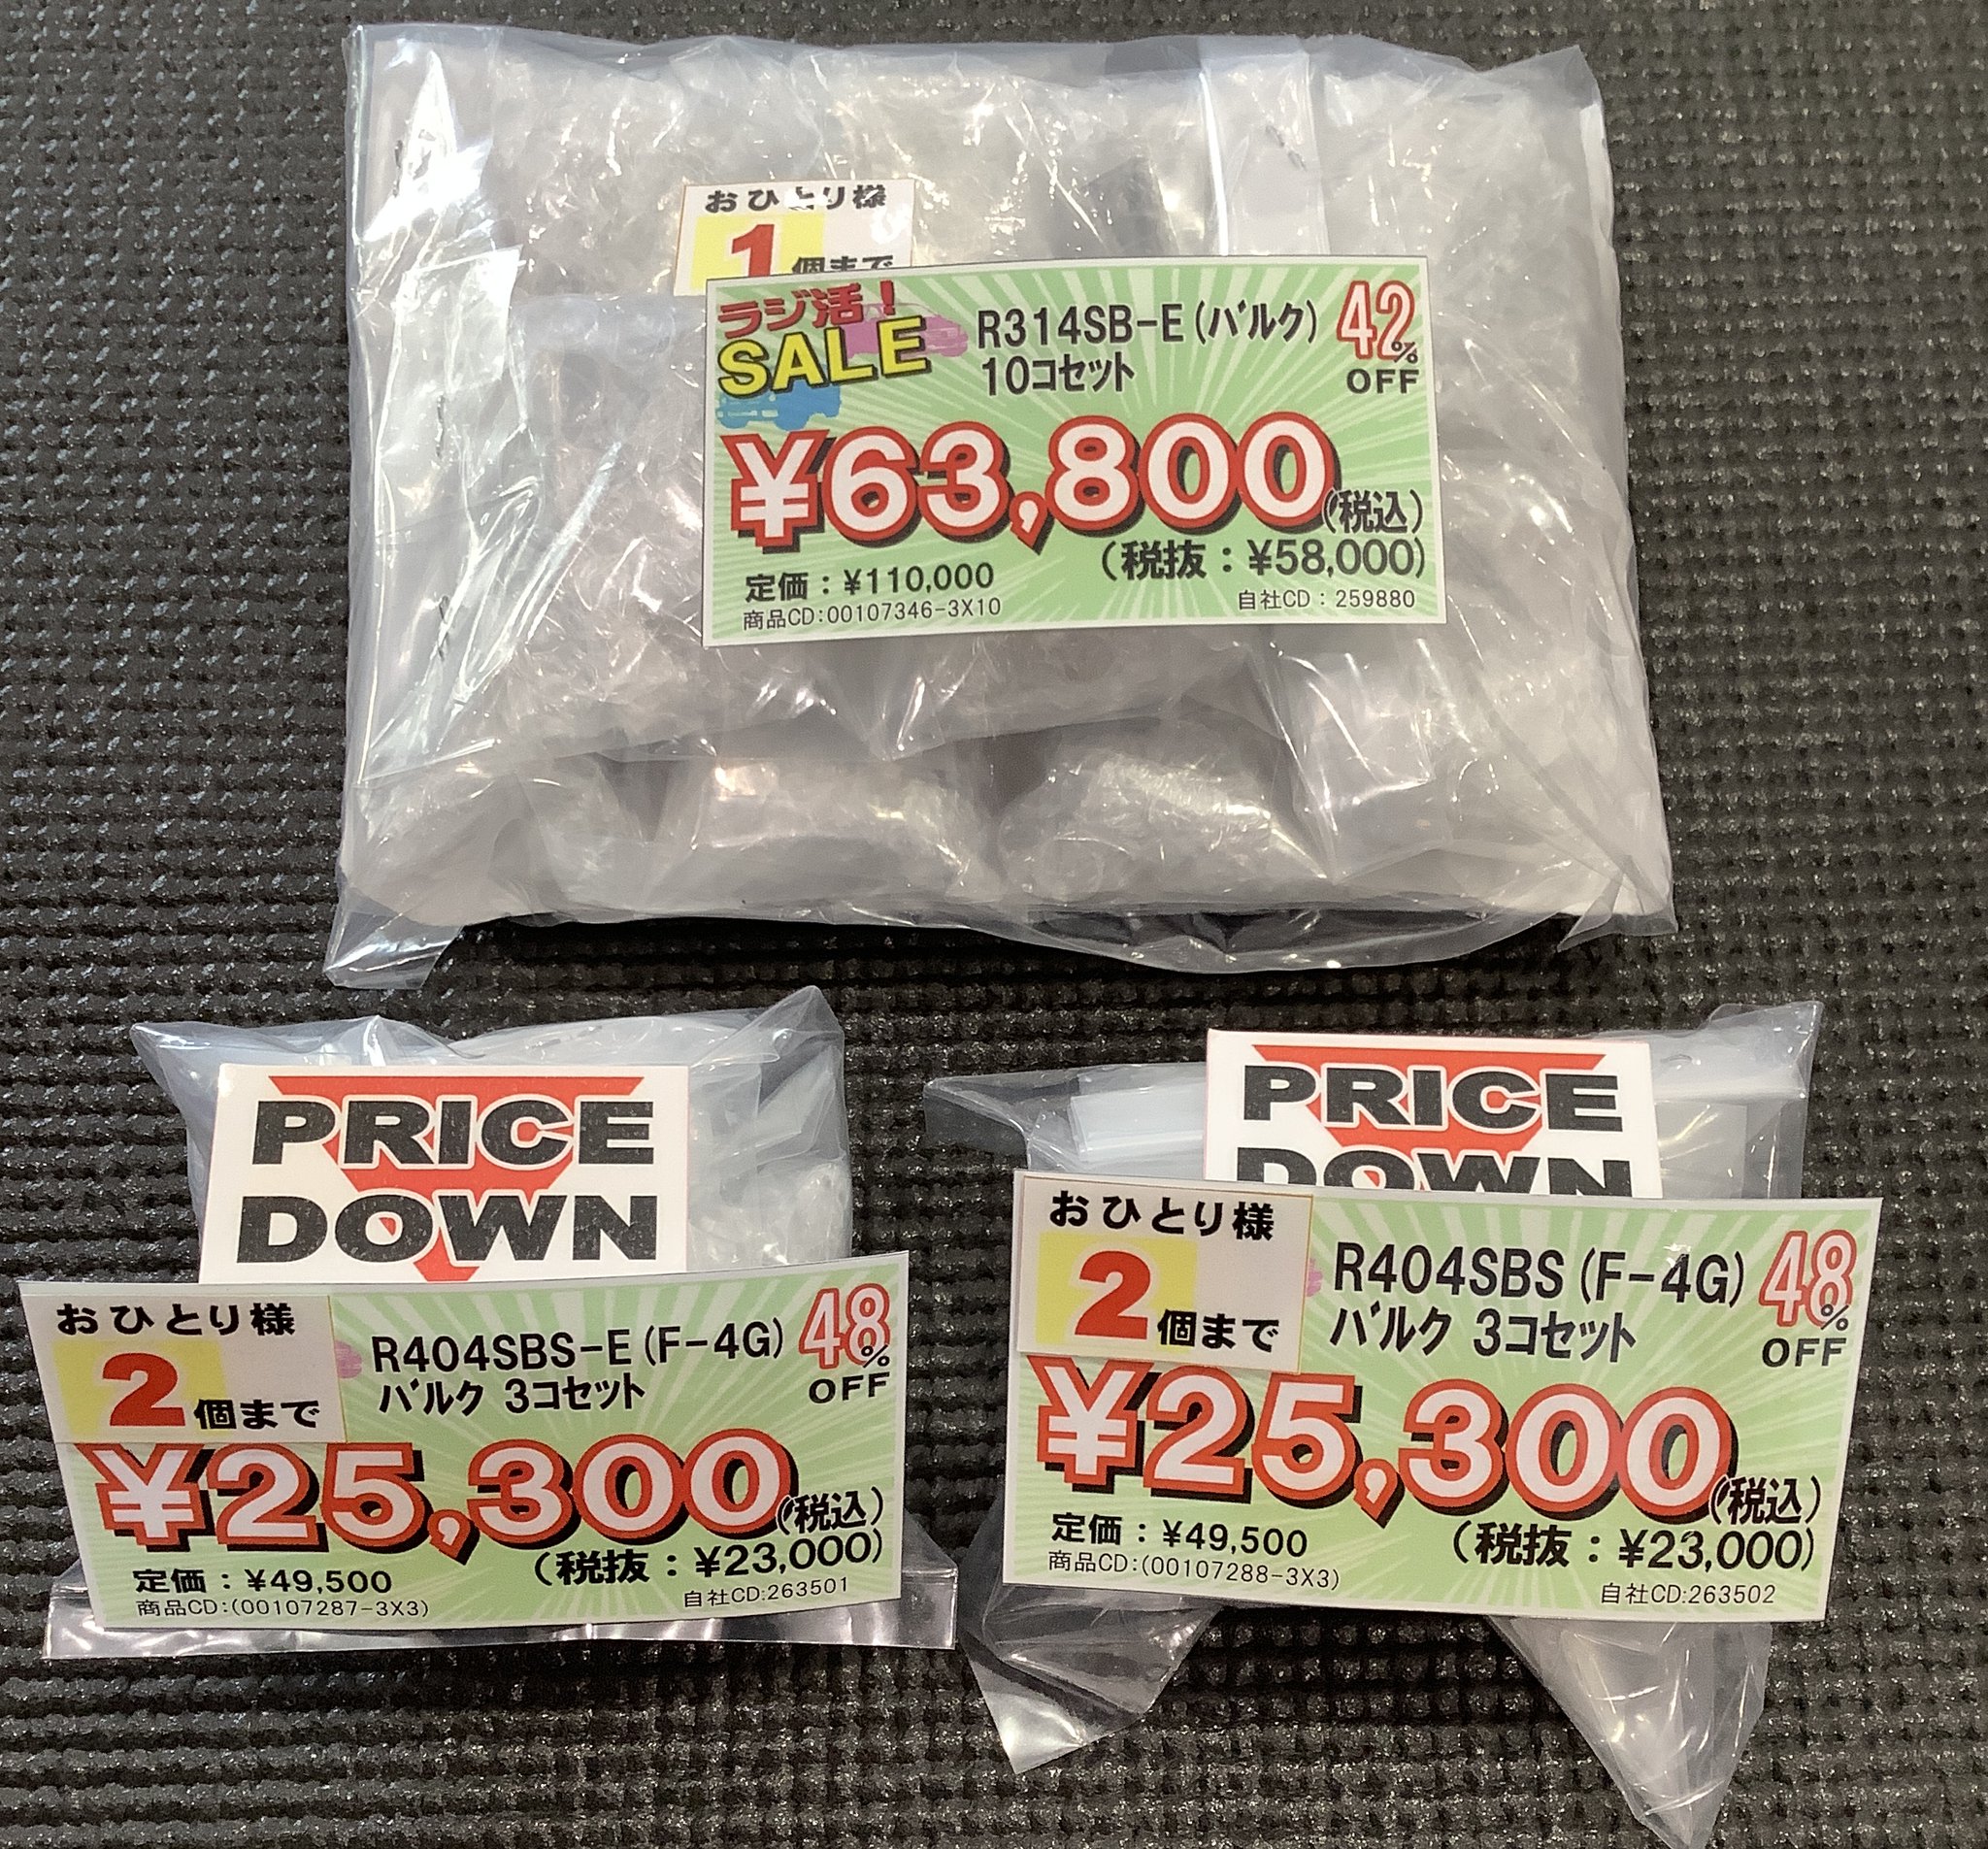 おひとり様
1個まで
ラジ活!
SALE
R314SB-E(バルク)
10コセット
42%
OFF
¥63,800(税込)
(税抜:¥58,000)
定価:¥110,000
商品CD:00107346-3X10
自社CD:259880
PRICE
DOWN
おひとり様
2個まで
R404SBS-E(F-4G)
バルク 3コセット
48%
OFF
¥25,300(税込)
(税抜:¥23,000)
定価:¥49,500
商品CD:(00107287-3X3)
自社CD:263501
PRICE
DOWN
おひとり様
2個まで
R404SBS(F-4G)
バルク 3コセット
48%
OFF
¥25,300(税込)
(税抜:¥23,000)
定価:¥49,500
商品CD:(00107288-3X3)
自社CD:263502